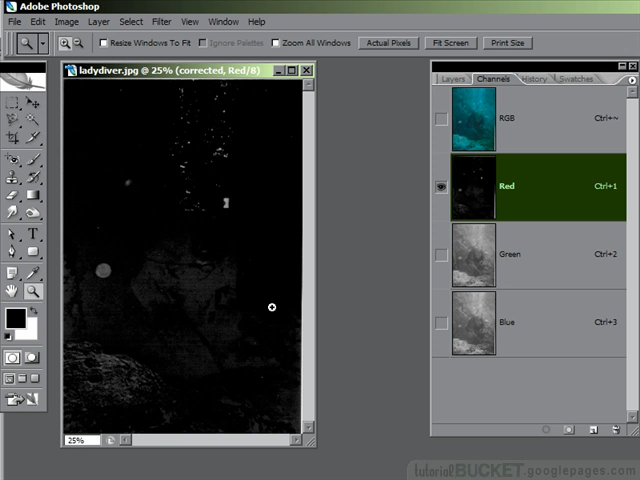 Adobe Photoshop
File Edit Image Layer Select Filter View Window Help
Resize Windows To Fit Ignore Palettes Zoom All Windows Actual Pixels Fit Screen Print Size
ladydiver.jpg @ 25% (corrected, Red/8)
Layers Channels History Swatches
RGB Ctrl+~
Red Ctrl+1
Green Ctrl+2
Blue Ctrl+3
T
25%
tutorialBUCKET.googlepages.com